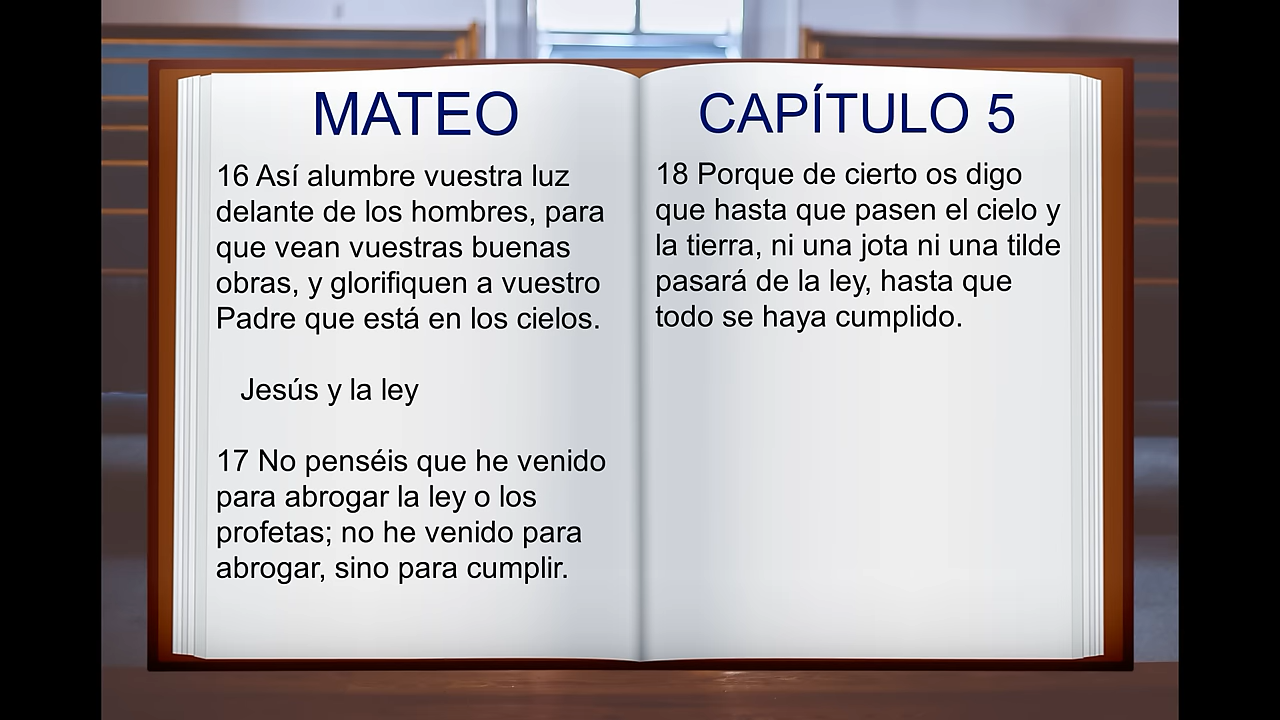 MATEO
16 Así alumbre vuestra luz
delante de los hombres, para
que vean vuestras buenas
obras, y glorifiquen a vuestro
Padre que está en los cielos.
Jesús y la ley
17 No penséis que he venido
para abrogar la ley o los
profetas; no he venido para
abrogar, sino para cumplir.
CAPÍTULO 5
18 Porque de cierto os digo
que hasta que pasen el cielo y
la tierra, ni una jota ni una tilde
pasará de la ley, hasta que
todo se haya cumplido.